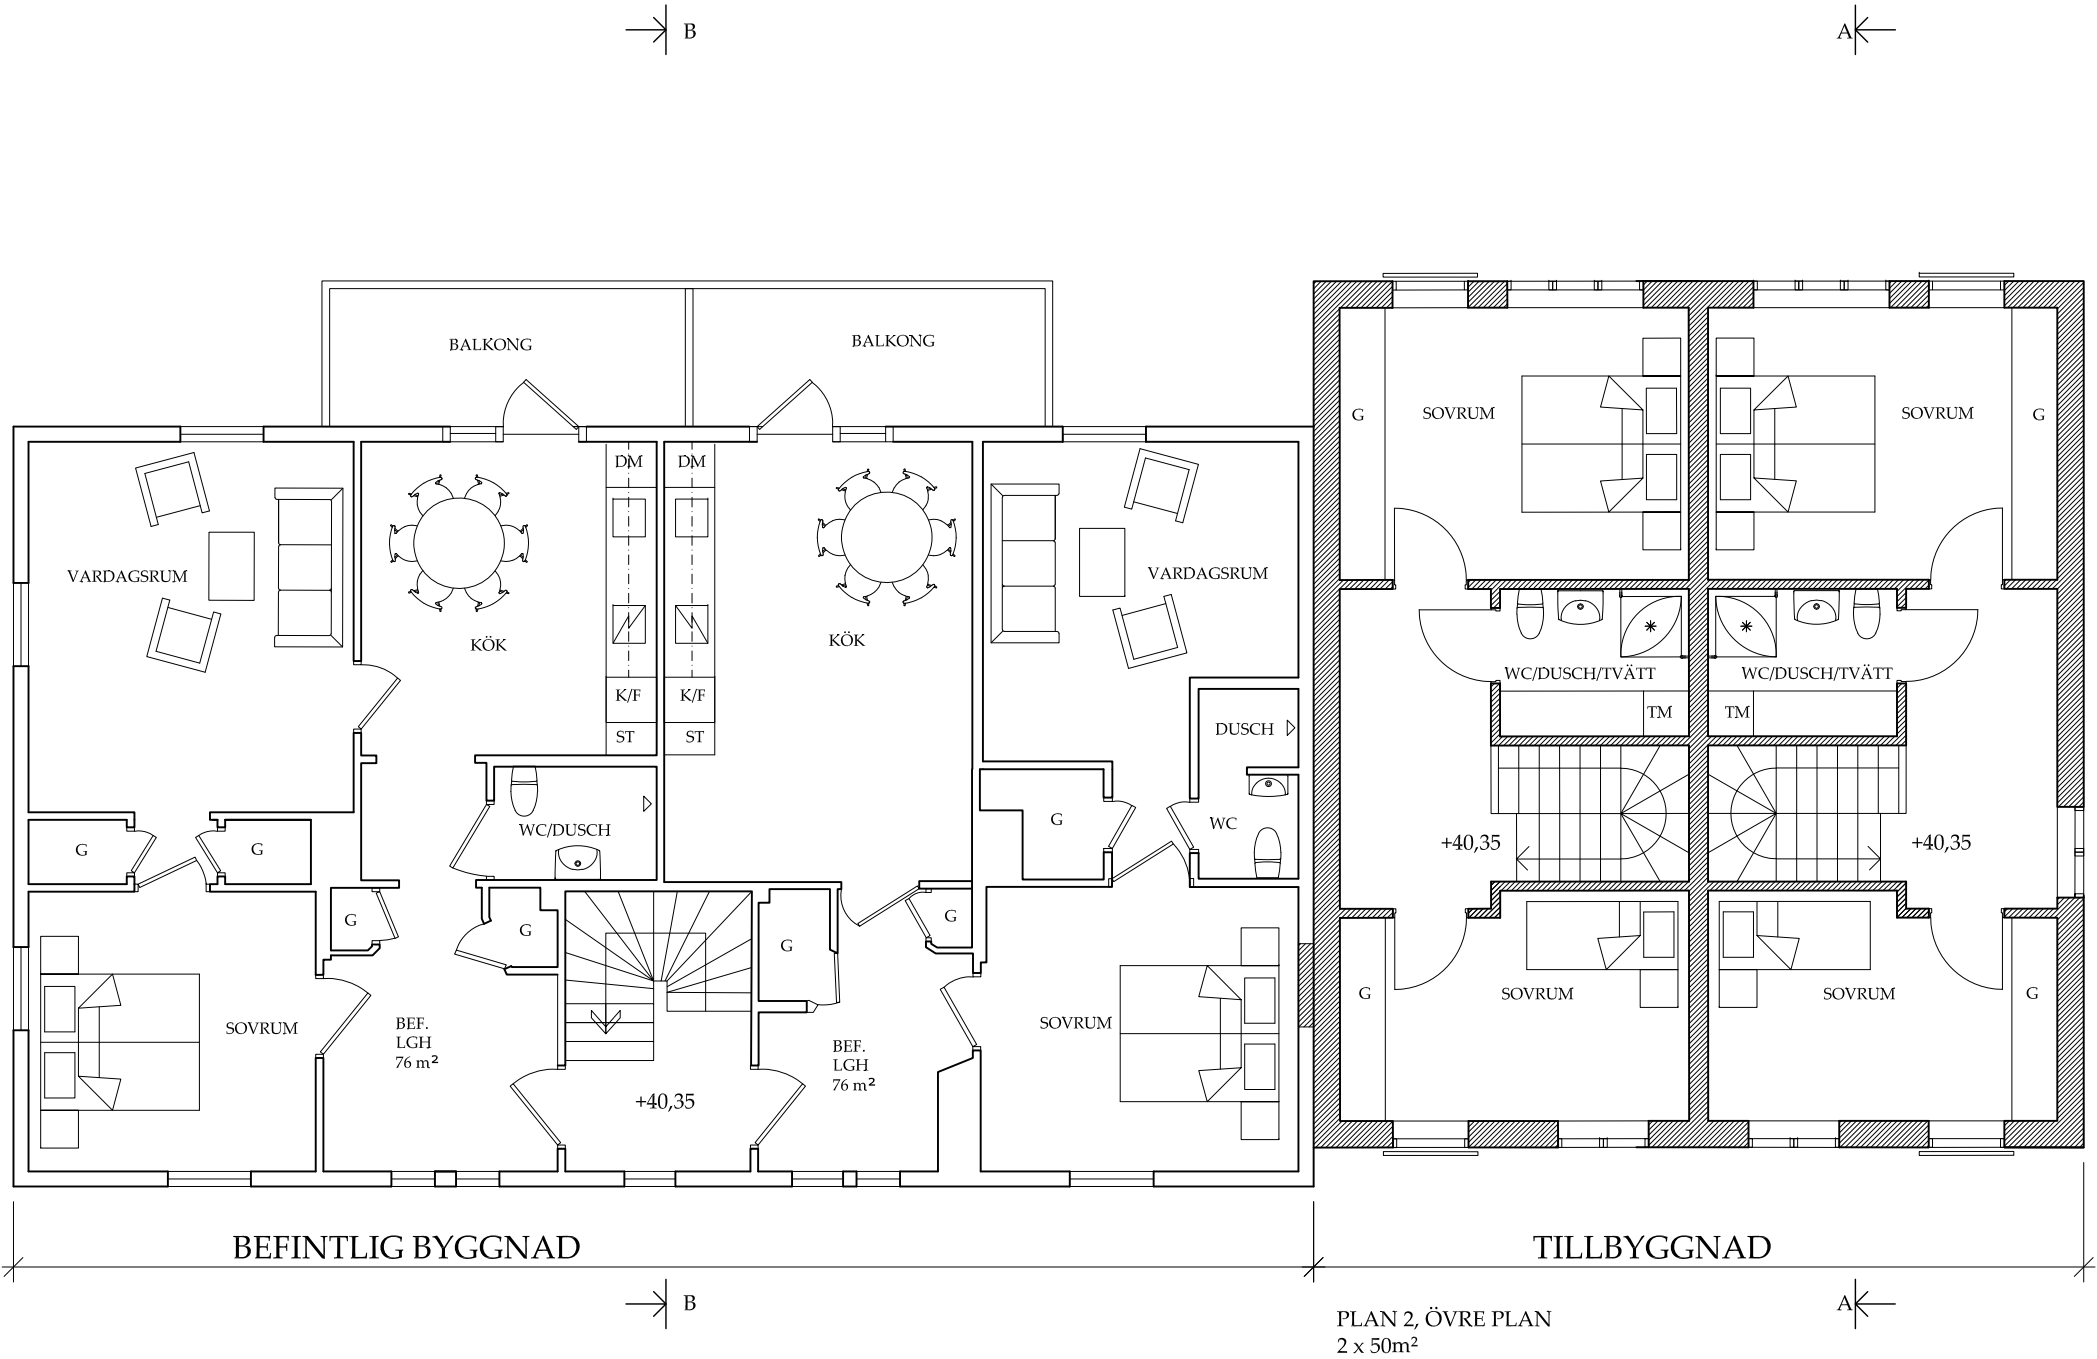 B
A
BALKONG
BALKONG
G
SOVRUM
SOVRUM
G
DM
DM
VARDAGSRUM
VARDAGSRUM
KÖK
KÖK
WC/DUSCH/TVÄTT
WC/DUSCH/TVÄTT
K/F
K/F
TM
TM
ST
ST
DUSCH
G
WC
WC/DUSCH
G
G
+40,35
+40,35
G
G
G
G
SOVRUM
BEF.
LGH
76 m²
BEF.
LGH
76 m²
SOVRUM
G
SOVRUM
SOVRUM
G
+40,35
BEFINTLIG BYGGNAD
TILLBYGGNAD
B
A
PLAN 2, ÖVRE PLAN
2 x 50m²